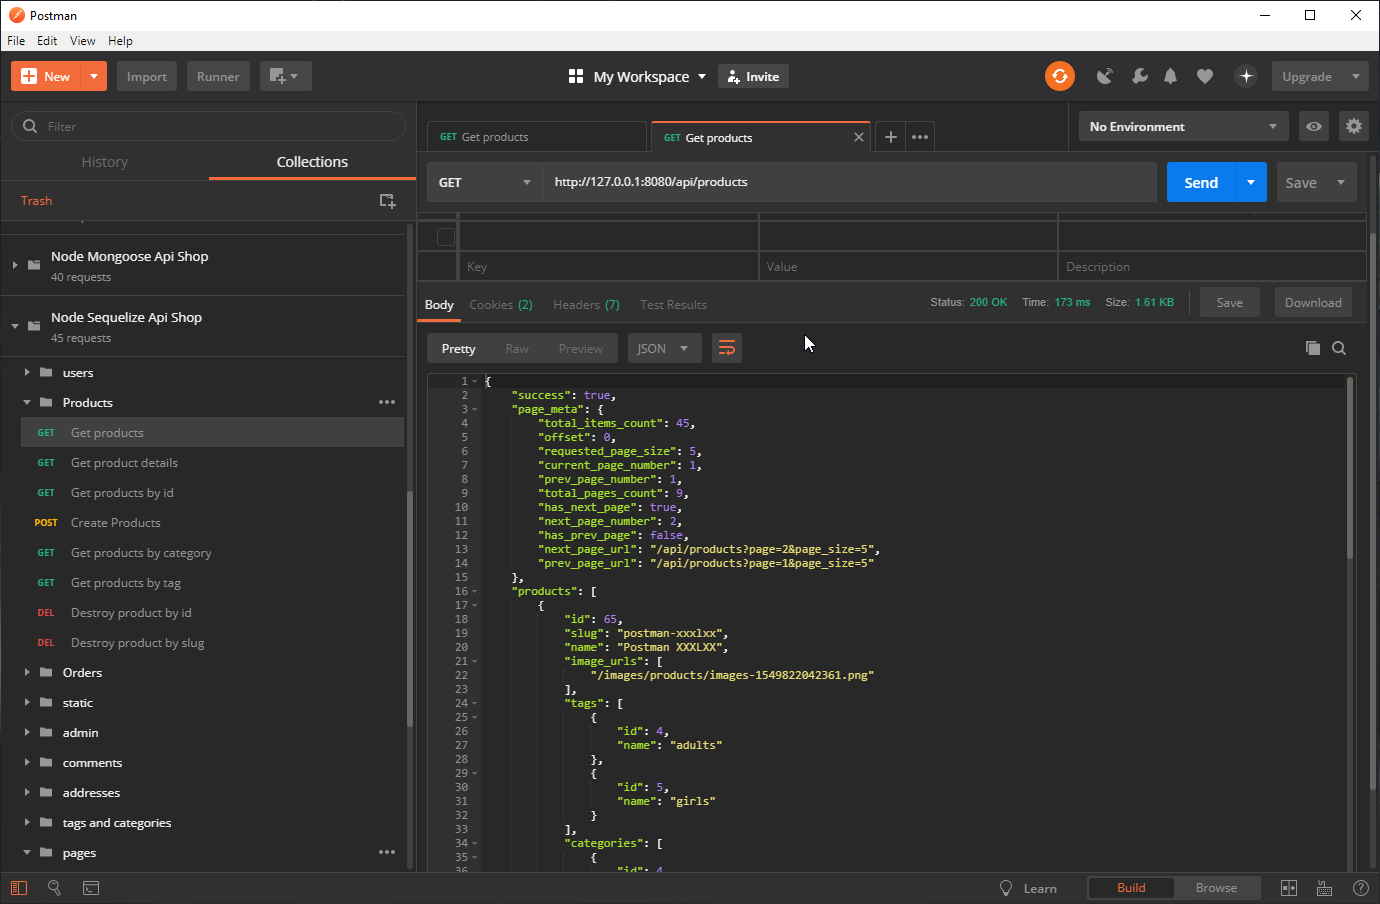 Postman
File Edit View Help
New Import Runner My Workspace Invite Upgrade
Filter
History Collections
Trash
Node Mongoose Api Shop
40 requests
Node Sequelize Api Shop
45 requests
users
Products
GET Get products
GET Get product details
GET Get products by id
POST Create Products
GET Get products by category
GET Get products by tag
DEL Destroy product by id
DEL Destroy product by slug
Orders
static
admin
comments
addresses
tags and categories
pages
GET Get products GET Get products No Environment
GET http://127.0.0.1:8080/api/products Send Save
Key Value Description
Body Cookies (2) Headers (7) Test Results Status: 200 OK Time: 173 ms Size: 1.61 KB Save Download
Pretty Raw Preview JSON
1 {
2 "success": true,
3 "page_meta": {
4 "total_items_count": 45,
5 "offset": 0,
6 "requested_page_size": 5,
7 "current_page_number": 1,
8 "prev_page_number": 1,
9 "total_pages_count": 9,
10 "has_next_page": true,
11 "next_page_number": 2,
12 "has_prev_page": false,
13 "next_page_url": "/api/products?page=2&page_size=5",
14 "prev_page_url": "/api/products?page=1&page_size=5"
15 },
16 "products": [
17 {
18 "id": 65,
19 "slug": "postman-xxxlxx",
20 "name": "Postman XXXLXX",
21 "image_urls": [
22 "/images/products/images-1549822042361.png"
23 ],
24 "tags": [
25 {
26 "id": 4,
27 "name": "adults"
28 },
29 {
30 "id": 5,
31 "name": "girls"
32 }
33 ],
34 "categories": [
35 {
36 "id": 4
Learn Build Browse